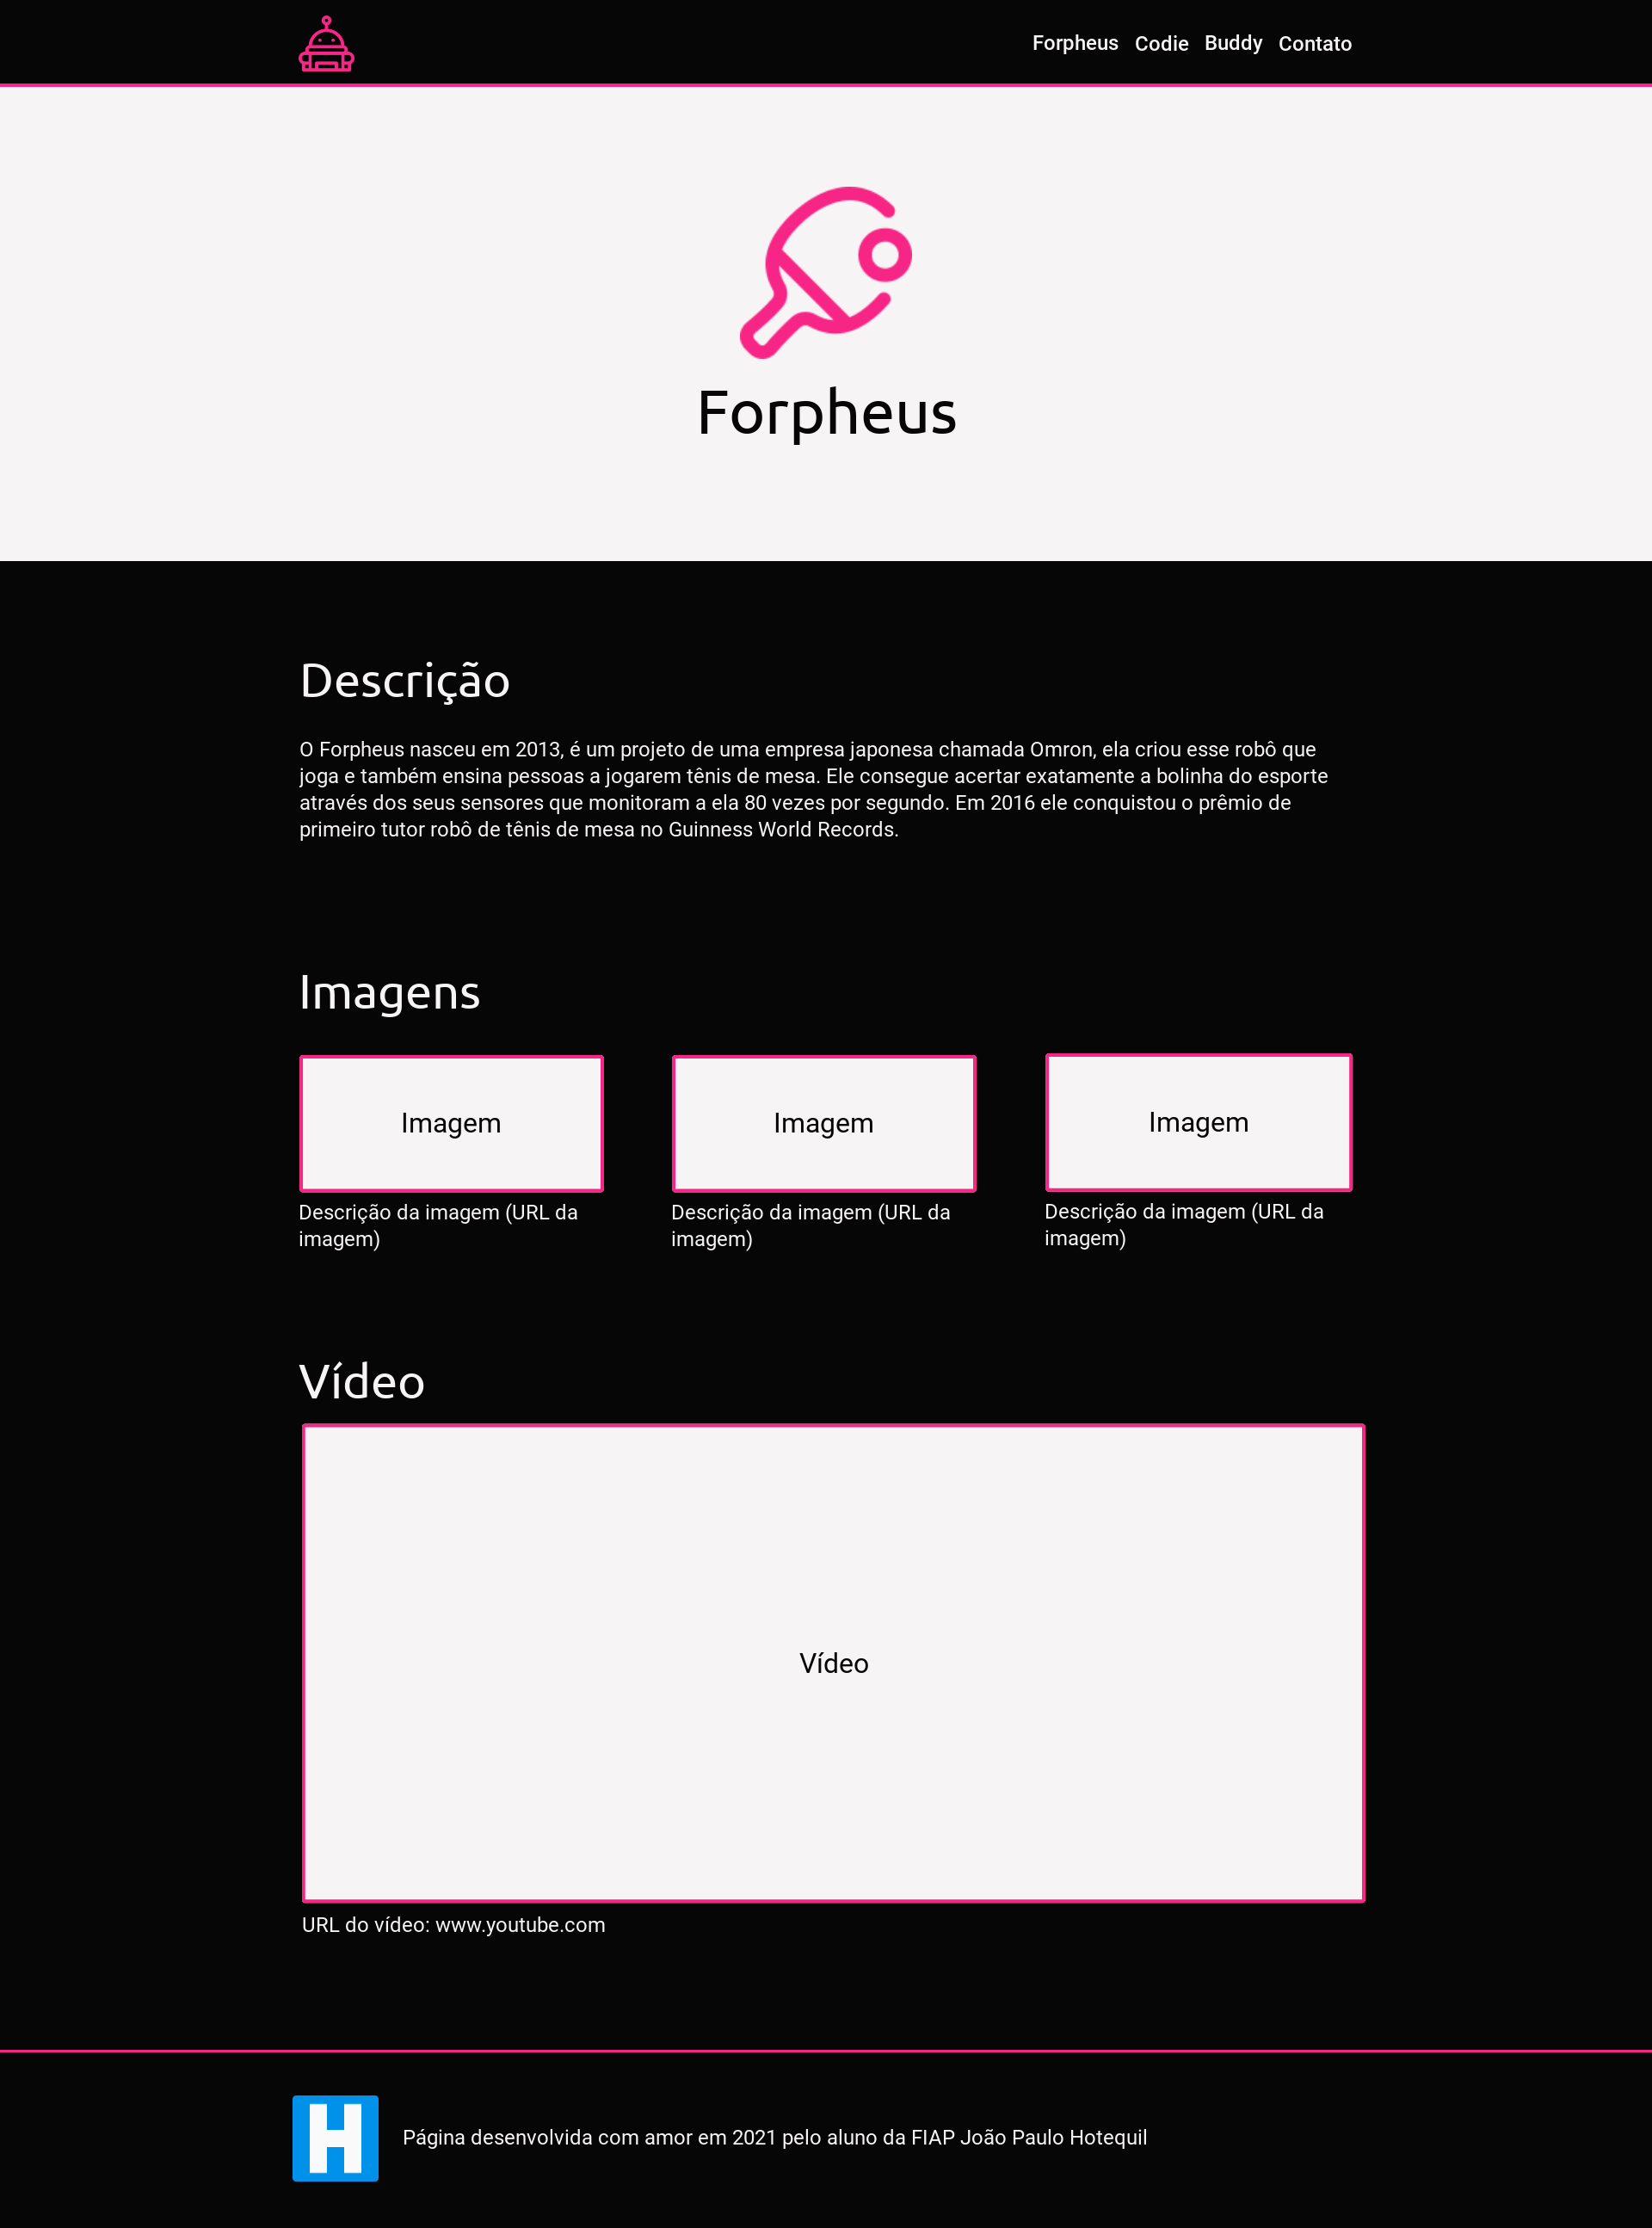 Forpheus Codie Buddy Contato
Forpheus
Descrição
O Forpheus nasceu em 2013, é um projeto de uma empresa japonesa chamada Omron, ela criou esse robô que
joga e também ensina pessoas a jogarem tênis de mesa. Ele consegue acertar exatamente a bolinha do esporte
através dos seus sensores que monitoram a ela 80 vezes por segundo. Em 2016 ele conquistou o prêmio de
primeiro tutor robô de tênis de mesa no Guinness World Records.
Imagens
Imagem
Descrição da imagem (URL da
imagem)
Imagem
Descrição da imagem (URL da
imagem)
Imagem
Descrição da imagem (URL da
imagem)
Vídeo
Vídeo
URL do vídeo: www.youtube.com
H
Página desenvolvida com amor em 2021 pelo aluno da FIAP João Paulo Hotequil